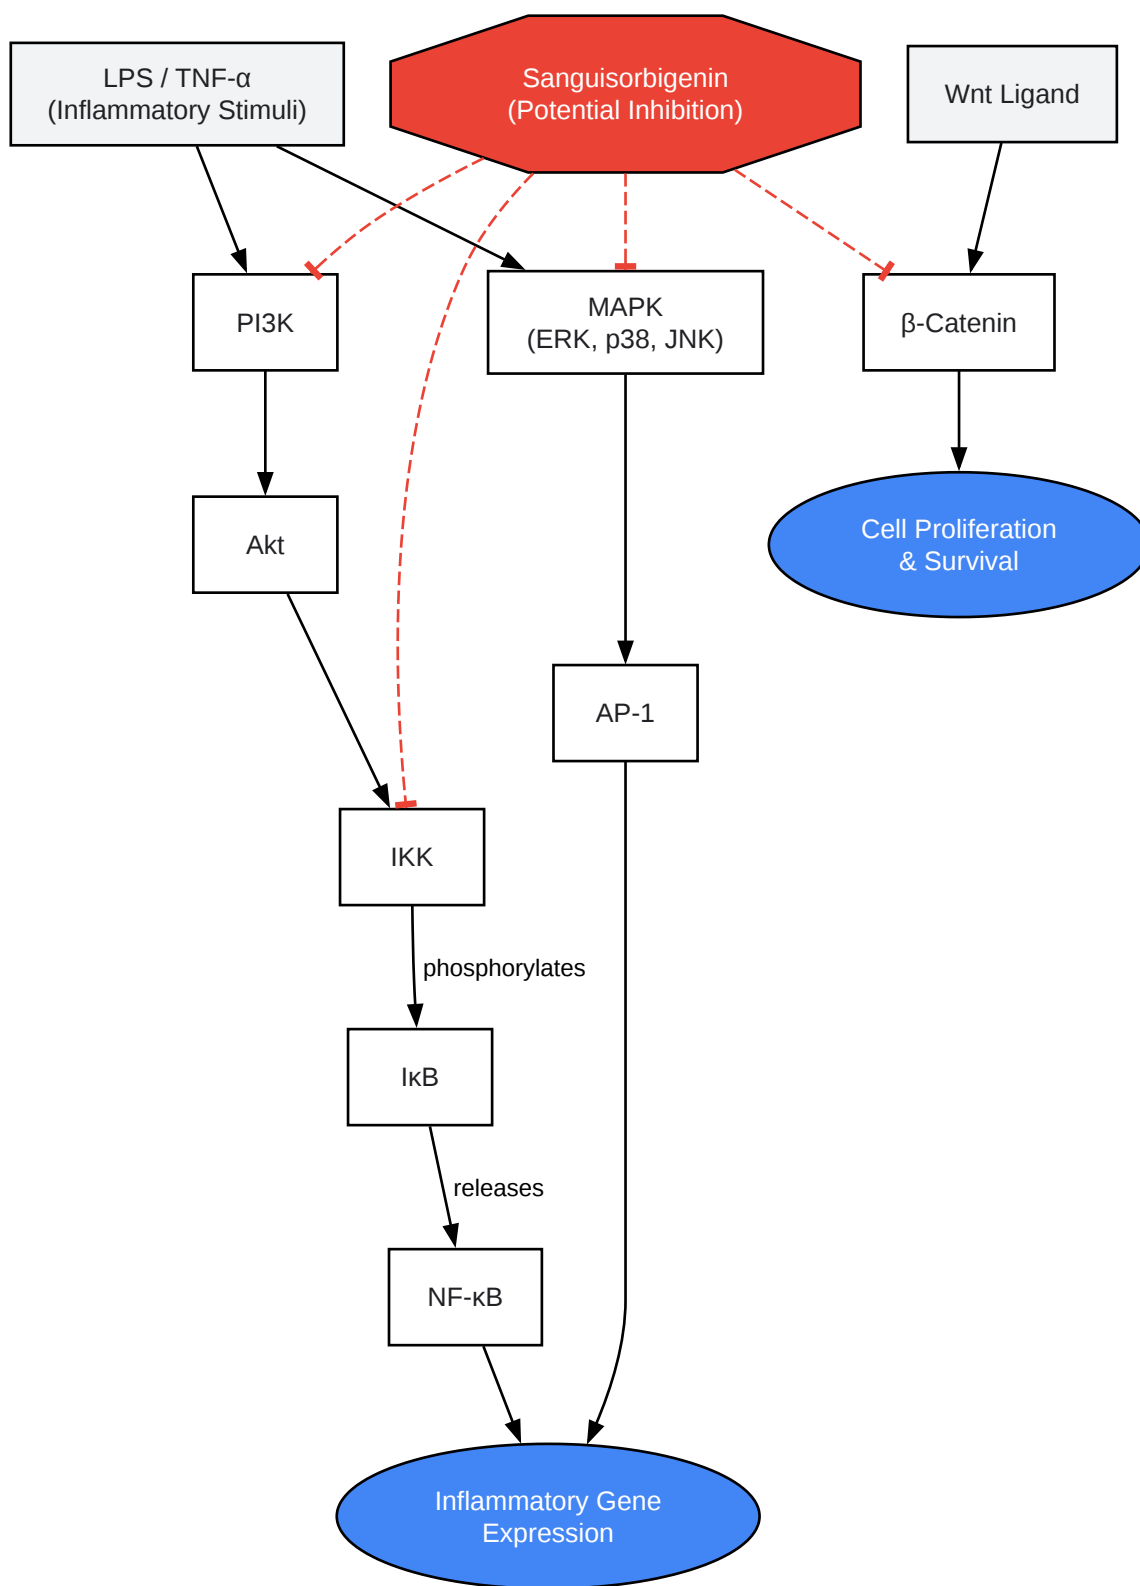 LPS / TNF-α
(Inflammatory Stimuli)
Sanguisorbigenin
(Potential Inhibition)
Wnt Ligand
PI3K
MAPK
(ERK, p38, JNK)
β-Catenin
Akt
Cell Proliferation
& Survival
AP-1
IKK
phosphorylates
IκB
releases
NF-κB
Inflammatory Gene
Expression